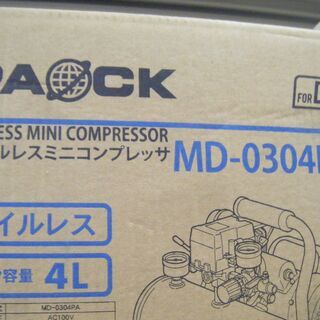 PAOCK
FOR D
ESS MINI COMPRESSOR
ルレスミニコンプレッサ MD-0304
イルレス
容量 4L
MD-0304PA
AC100V